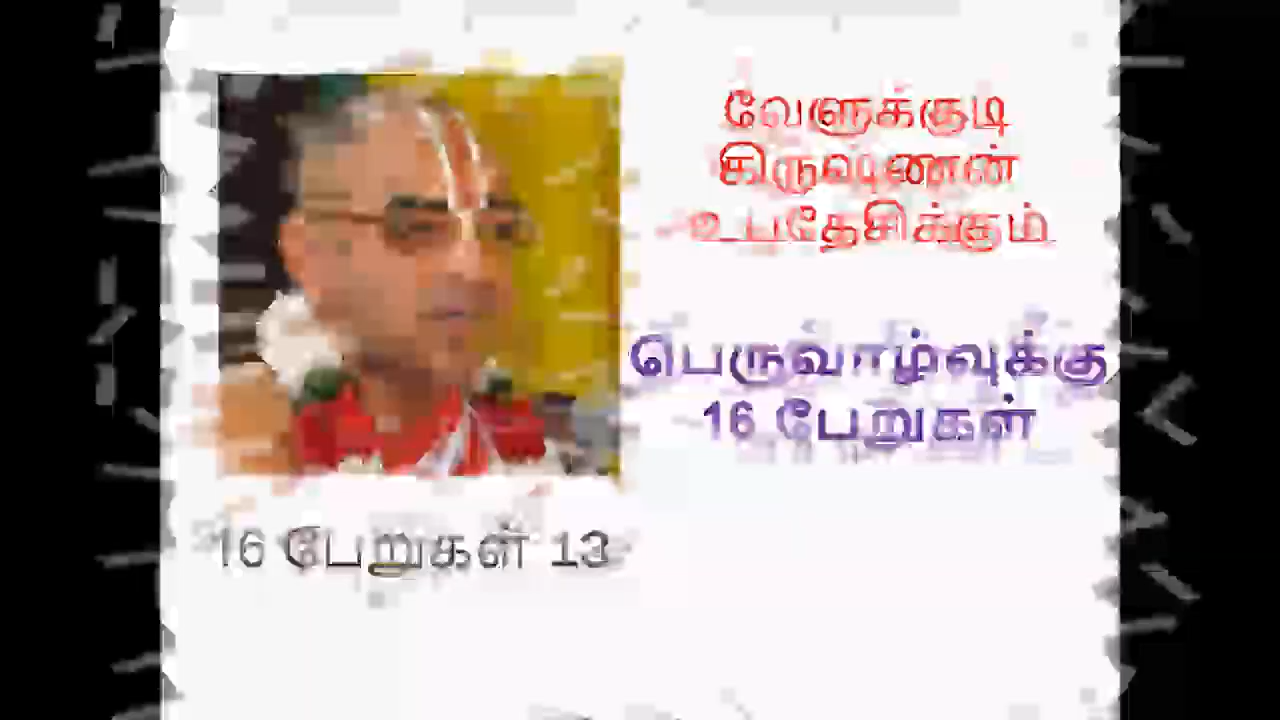 வேளுக்குடி
கிருஷ்ணன்
உபதேசிக்கும்
பெருவாழ்வுக்கு
16 பேறுகள்
16 பேறுகள் 13